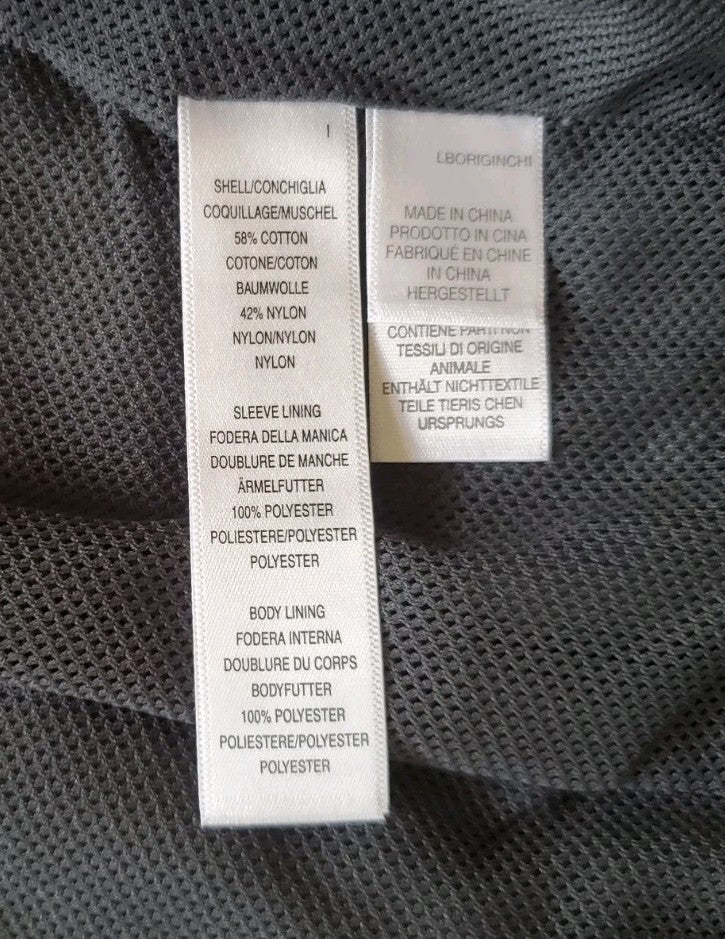 I
SHELL/CONCHIGLIA
COQUILLAGE/MUSCHEL
58% COTTON
COTONE/COTON
BAUMWOLLE
42% NYLON
NYLON/NYLON
NYLON
SLEEVE LINING
FODERA DELLA MANICA
DOUBLURE DE MANCHE
ÄRMELFUTTER
100% POLYESTER
POLIESTERE/POLYESTER
POLYESTER
BODY LINING
FODERA INTERNA
DOUBLURE DU CORPS
BODYFUTTER
100% POLYESTER
POLIESTERE/POLYESTER
POLYESTER
LBORIGINCHI
MADE IN CHINA
PRODOTTO IN CINA
FABRIQUÉ EN CHINE
IN CHINA
HERGESTELLT
CONTIENE PARTI NON
TESSILI DI ORIGINE
ANIMALE
ENTHÄLT NICHTTEXTILE
TEILE TIERIS CHEN
URSPRUNGS